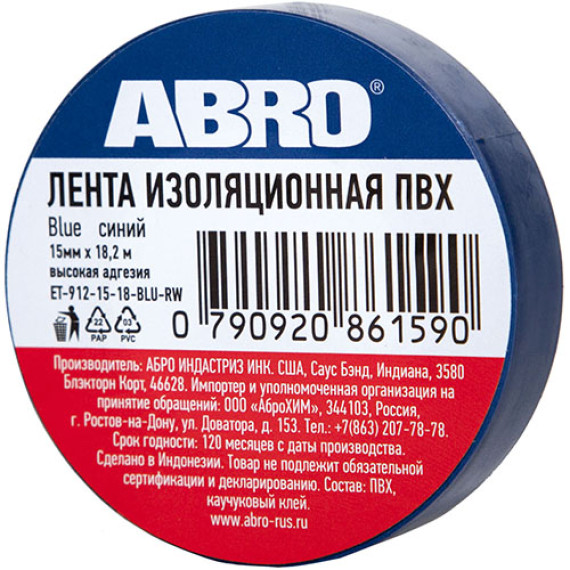 ABRO®
ЛЕНТА ИЗОЛЯЦИОННАЯ ПВХ
Blue синий
15мм x 18,2 м
высокая адгезия
ET-912-15-18-BLU-RW
22
PAP
03
PVC
0 790920 861590
Производитель: АБРО ИНДАСТРИЗ ИНК. США, Саус Бэнд, Индиана, 3580
Блэкторн Корт, 46628. Импортер и уполномоченная организация на
принятие обращений: ООО «АброХИМ», 344103, Россия,
г. Ростов-на-Дону, ул. Доватора, д. 153. Тел.: +7(863) 207-78-78.
Срок годности: 120 месяцев с даты производства.
Сделано в Индонезии. Товар не подлежит обязательной
сертификации и декларированию. Состав: ПВХ,
каучуковый клей.
www.abro-rus.ru